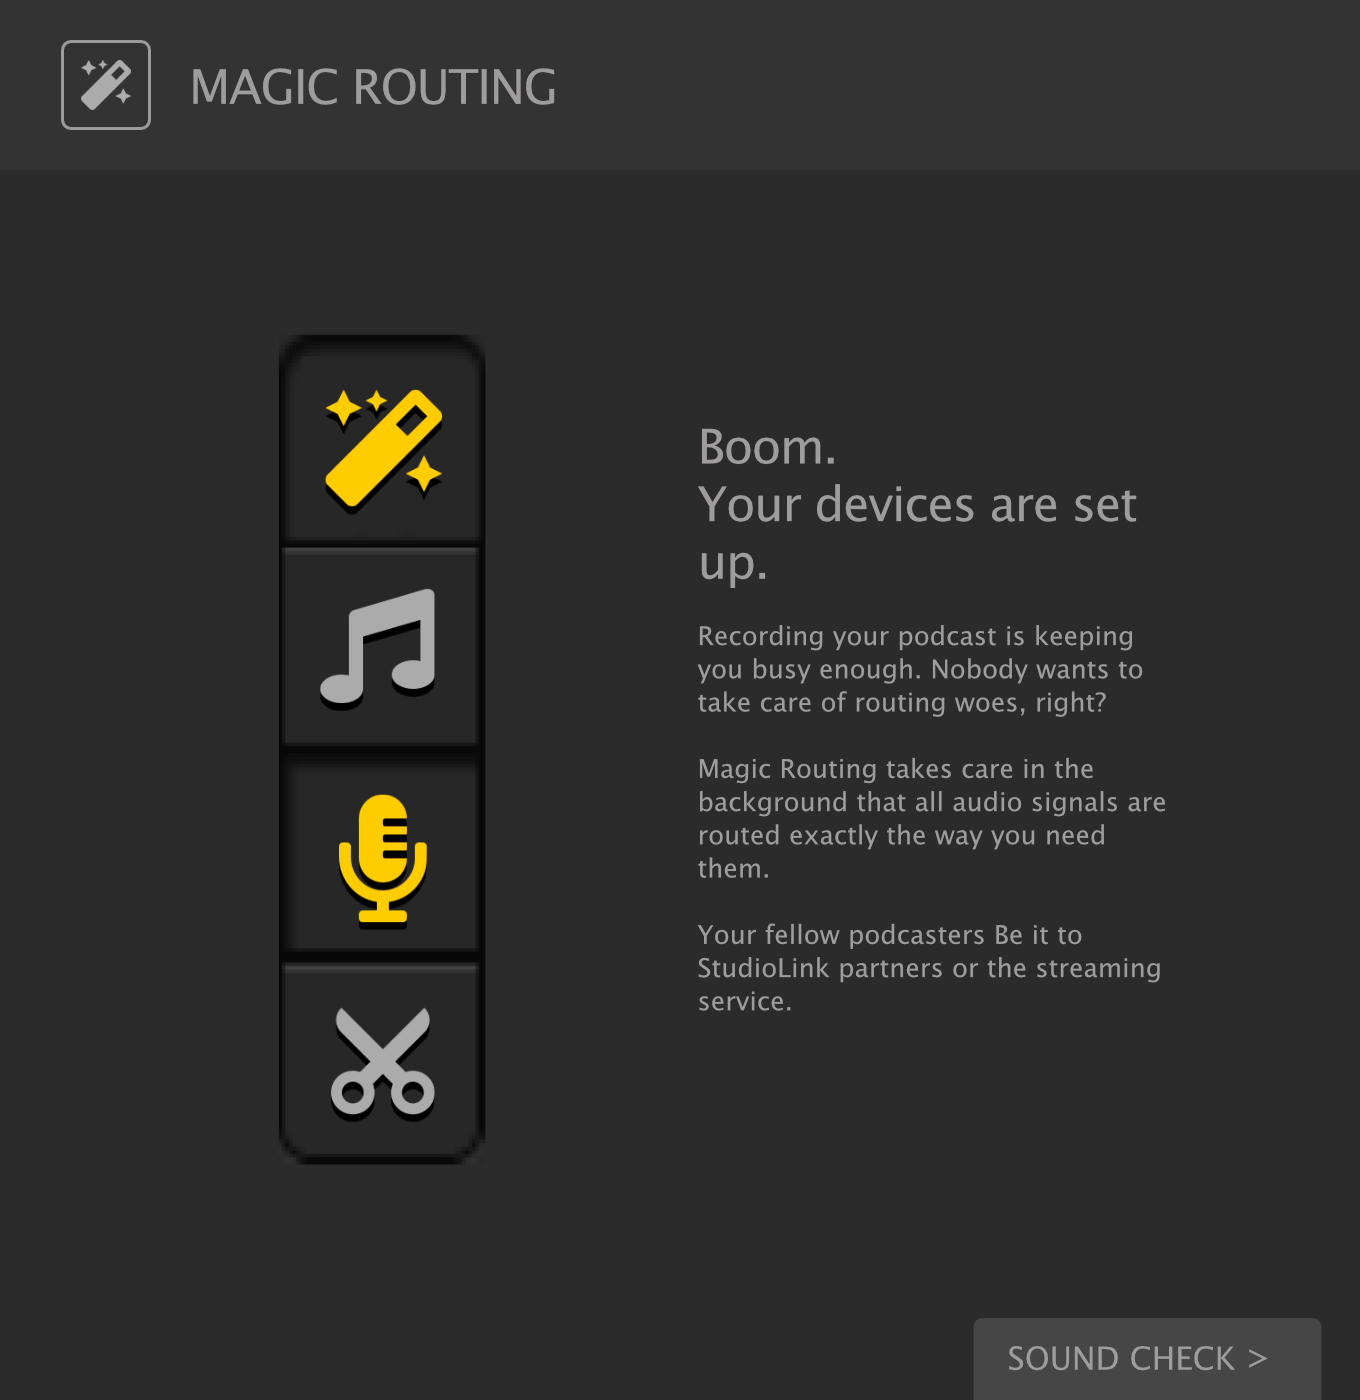 MAGIC ROUTING
Boom.
Your devices are set
up.
Recording your podcast is keeping
you busy enough. Nobody wants to
take care of routing woes, right?
Magic Routing takes care in the
background that all audio signals are
routed exactly the way you need
them.
Your fellow podcasters Be it to
StudioLink partners or the streaming
service.
SOUND CHECK >